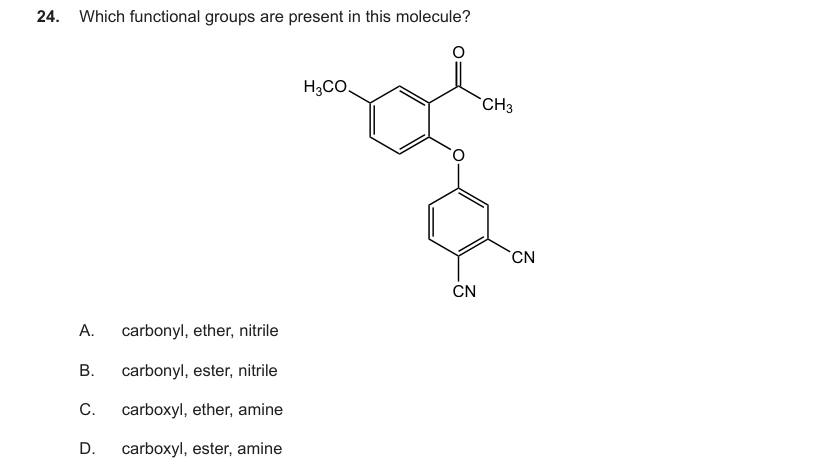 24. Which functional groups are present in this molecule?
O
H₃CO
CH₃
O
CN
CN
A. carbonyl, ether, nitrile
B. carbonyl, ester, nitrile
C. carboxyl, ether, amine
D. carboxyl, ester, amine